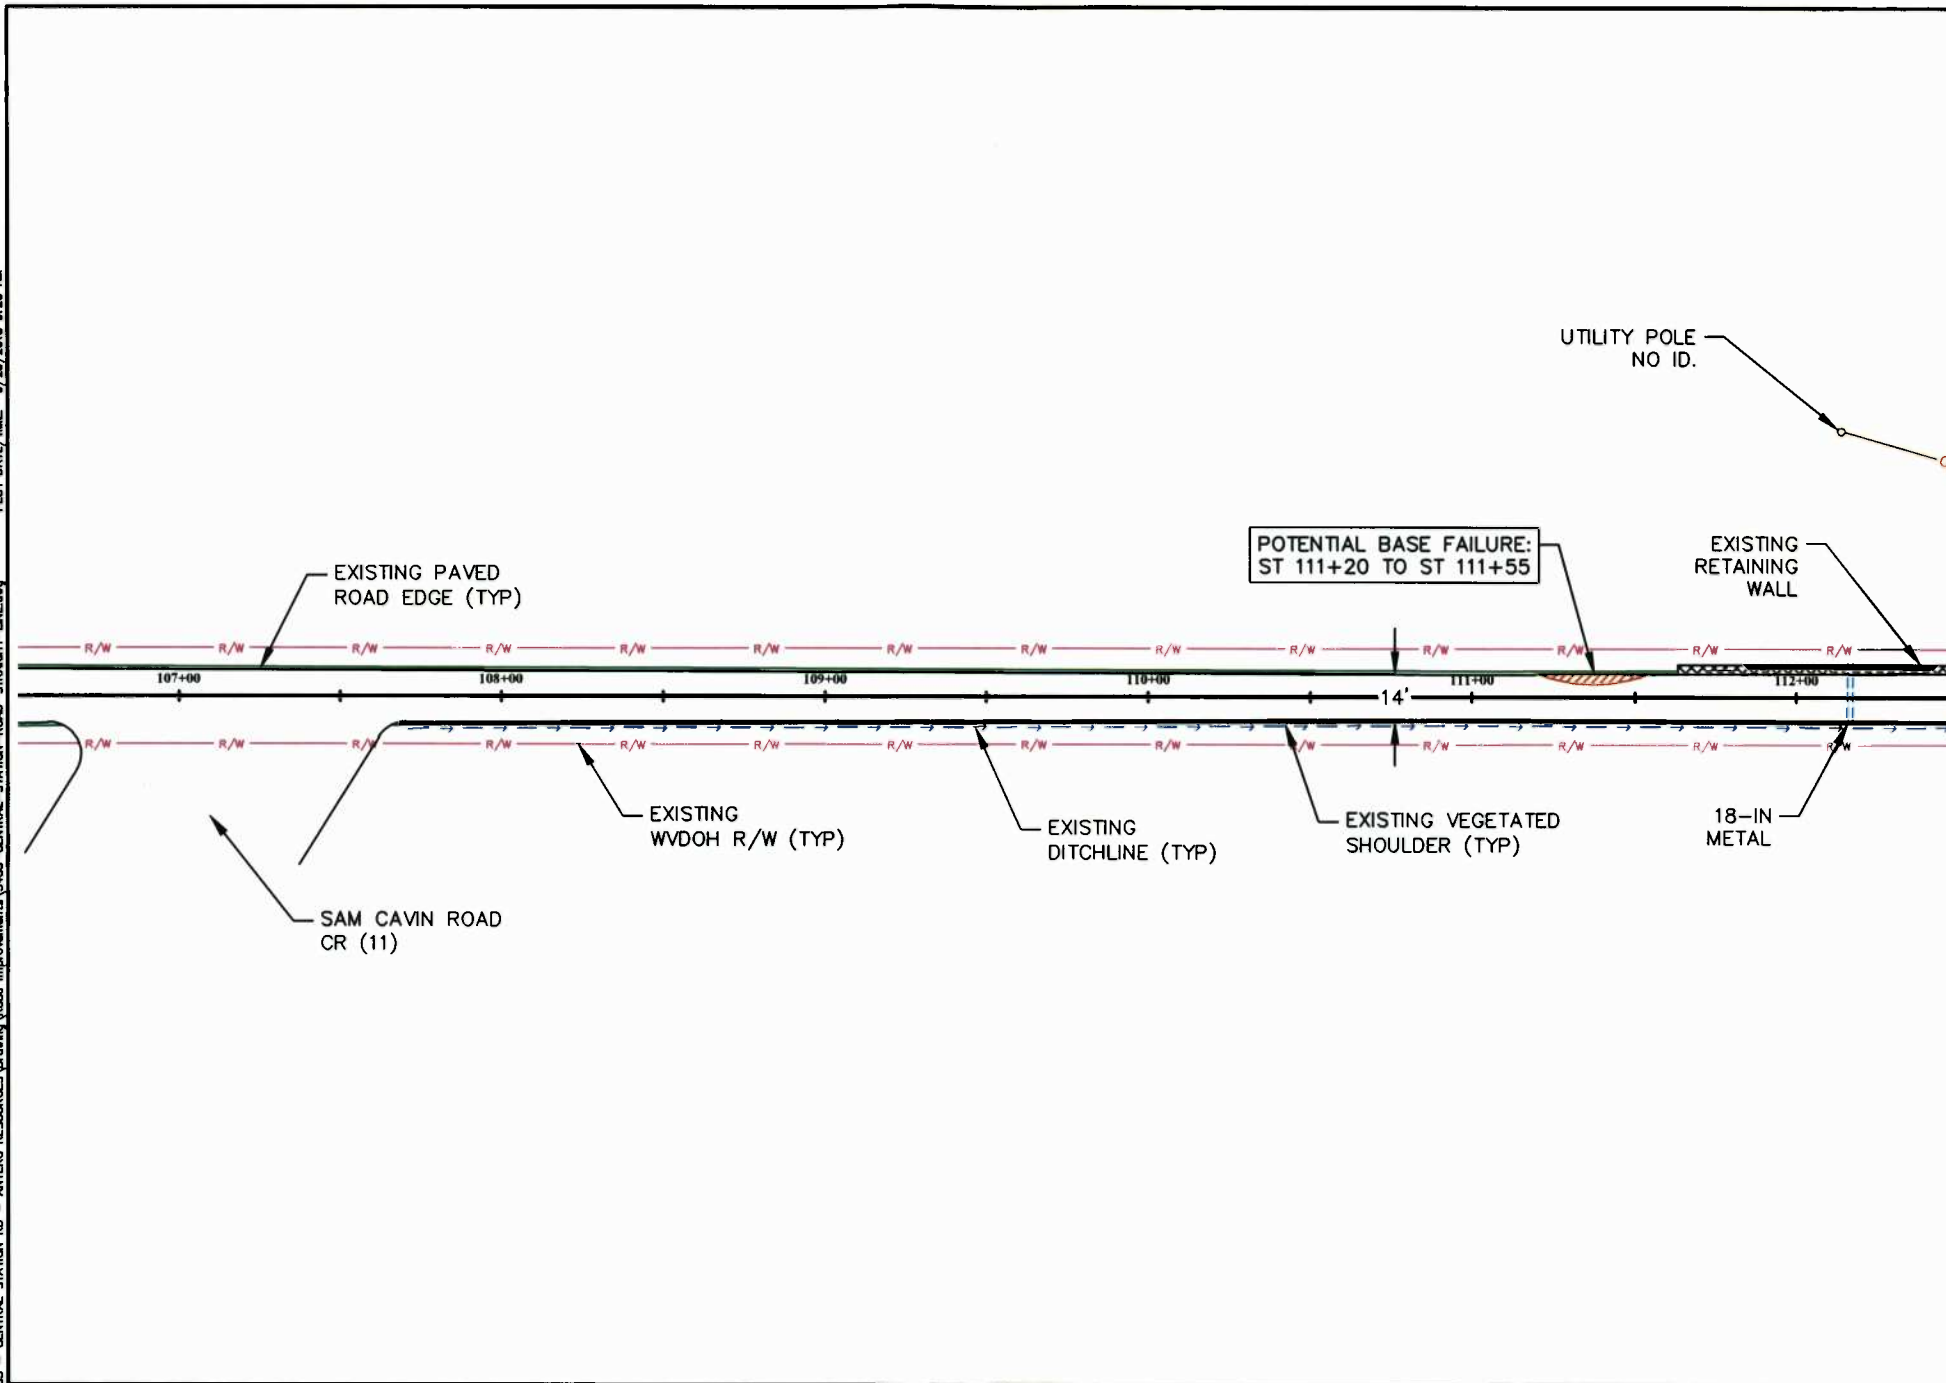 UTILITY POLE
NO ID.
POTENTIAL BASE FAILURE:
ST 111+20 TO ST 111+55
EXISTING
RETAINING
WALL
EXISTING PAVED
ROAD EDGE (TYP)
R/W R/W R/W R/W R/W R/W R/W R/W R/W R/W R/W R/W R/W R/W
107+00 108+00 109+00 110+00 111+00 112+00
14'
R/W R/W R/W R/W R/W R/W R/W R/W R/W R/W R/W R/W R/W R/W
EXISTING
WVDOH R/W (TYP)
EXISTING
DITCHLINE (TYP)
EXISTING VEGETATED
SHOULDER (TYP)
18-IN
METAL
SAM CAVIN ROAD
CR (11)